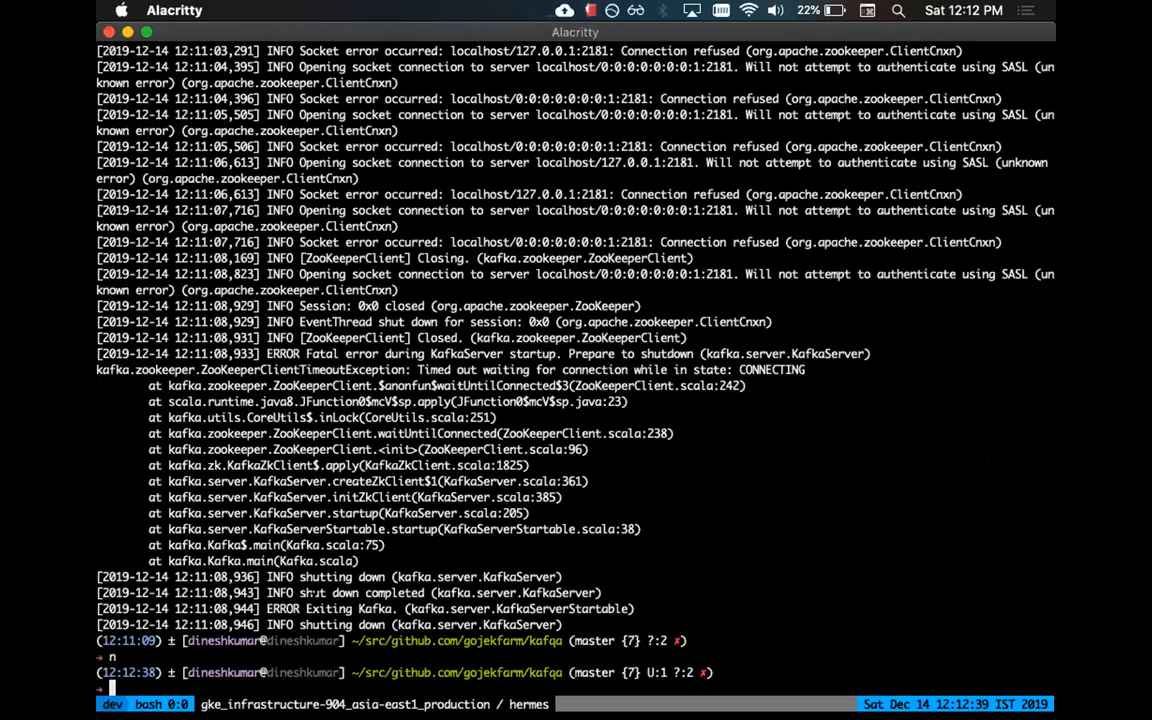 Alacritty 22% Sat 12:12 PM
Alacritty
[2019-12-14 12:11:03,291] INFO Socket error occurred: localhost/127.0.0.1:2181: Connection refused (org.apache.zookeeper.ClientCnxn)
[2019-12-14 12:11:04,395] INFO Opening socket connection to server localhost/0:0:0:0:0:0:0:1:2181. Will not attempt to authenticate using SASL (un
known error) (org.apache.zookeeper.ClientCnxn)
[2019-12-14 12:11:04,396] INFO Socket error occurred: localhost/0:0:0:0:0:0:0:1:2181: Connection refused (org.apache.zookeeper.ClientCnxn)
[2019-12-14 12:11:05,505] INFO Opening socket connection to server localhost/0:0:0:0:0:0:0:1:2181. Will not attempt to authenticate using SASL (un
known error) (org.apache.zookeeper.ClientCnxn)
[2019-12-14 12:11:05,506] INFO Socket error occurred: localhost/0:0:0:0:0:0:0:1:2181: Connection refused (org.apache.zookeeper.ClientCnxn)
[2019-12-14 12:11:06,613] INFO Opening socket connection to server localhost/127.0.0.1:2181. Will not attempt to authenticate using SASL (unknown
error) (org.apache.zookeeper.ClientCnxn)
[2019-12-14 12:11:06,613] INFO Socket error occurred: localhost/127.0.0.1:2181: Connection refused (org.apache.zookeeper.ClientCnxn)
[2019-12-14 12:11:07,716] INFO Opening socket connection to server localhost/0:0:0:0:0:0:0:1:2181. Will not attempt to authenticate using SASL (un
known error) (org.apache.zookeeper.ClientCnxn)
[2019-12-14 12:11:07,716] INFO Socket error occurred: localhost/0:0:0:0:0:0:0:1:2181: Connection refused (org.apache.zookeeper.ClientCnxn)
[2019-12-14 12:11:08,169] INFO [ZooKeeperClient] Closing. (kafka.zookeeper.ZooKeeperClient)
[2019-12-14 12:11:08,823] INFO Opening socket connection to server localhost/0:0:0:0:0:0:0:1:2181. Will not attempt to authenticate using SASL (un
known error) (org.apache.zookeeper.ClientCnxn)
[2019-12-14 12:11:08,929] INFO Session: 0x0 closed (org.apache.zookeeper.ZooKeeper)
[2019-12-14 12:11:08,929] INFO EventThread shut down for session: 0x0 (org.apache.zookeeper.ClientCnxn)
[2019-12-14 12:11:08,931] INFO [ZooKeeperClient] Closed. (kafka.zookeeper.ZooKeeperClient)
[2019-12-14 12:11:08,933] ERROR Fatal error during KafkaServer startup. Prepare to shutdown (kafka.server.KafkaServer)
kafka.zookeeper.ZooKeeperClientTimeoutException: Timed out waiting for connection while in state: CONNECTING
at kafka.zookeeper.ZooKeeperClient.$anonfun$waitUntilConnected$3(ZooKeeperClient.scala:242)
at scala.runtime.java8.JFunction0$mcV$sp.apply(JFunction0$mcV$sp.java:23)
at kafka.utils.CoreUtils$.inLock(CoreUtils.scala:251)
at kafka.zookeeper.ZooKeeperClient.waitUntilConnected(ZooKeeperClient.scala:238)
at kafka.zookeeper.ZooKeeperClient.<init>(ZooKeeperClient.scala:96)
at kafka.zk.KafkaZkClient$.apply(KafkaZkClient.scala:1825)
at kafka.server.KafkaServer.createZkClient$1(KafkaServer.scala:361)
at kafka.server.KafkaServer.initZkClient(KafkaServer.scala:385)
at kafka.server.KafkaServer.startup(KafkaServer.scala:205)
at kafka.server.KafkaServerStartable.startup(KafkaServerStartable.scala:38)
at kafka.Kafka$.main(Kafka.scala:75)
at kafka.Kafka.main(Kafka.scala)
[2019-12-14 12:11:08,936] INFO shutting down (kafka.server.KafkaServer)
[2019-12-14 12:11:08,943] INFO shut down completed (kafka.server.KafkaServer)
[2019-12-14 12:11:08,944] ERROR Exiting Kafka. (kafka.server.KafkaServerStartable)
[2019-12-14 12:11:08,946] INFO shutting down (kafka.server.KafkaServer)
(12:11:09) ± [dineshkumar@dineshkumar] ~/src/github.com/gojekfarm/kafqa (master {7} ?:2 ✗)
→ n
(12:12:38) ± [dineshkumar@dineshkumar] ~/src/github.com/gojekfarm/kafqa (master {7} U:1 ?:2 ✗)
→
dev bash 0:0 gke_infrastructure-904_asia-east1_production / hermes Sat Dec 14 12:12:39 IST 2019